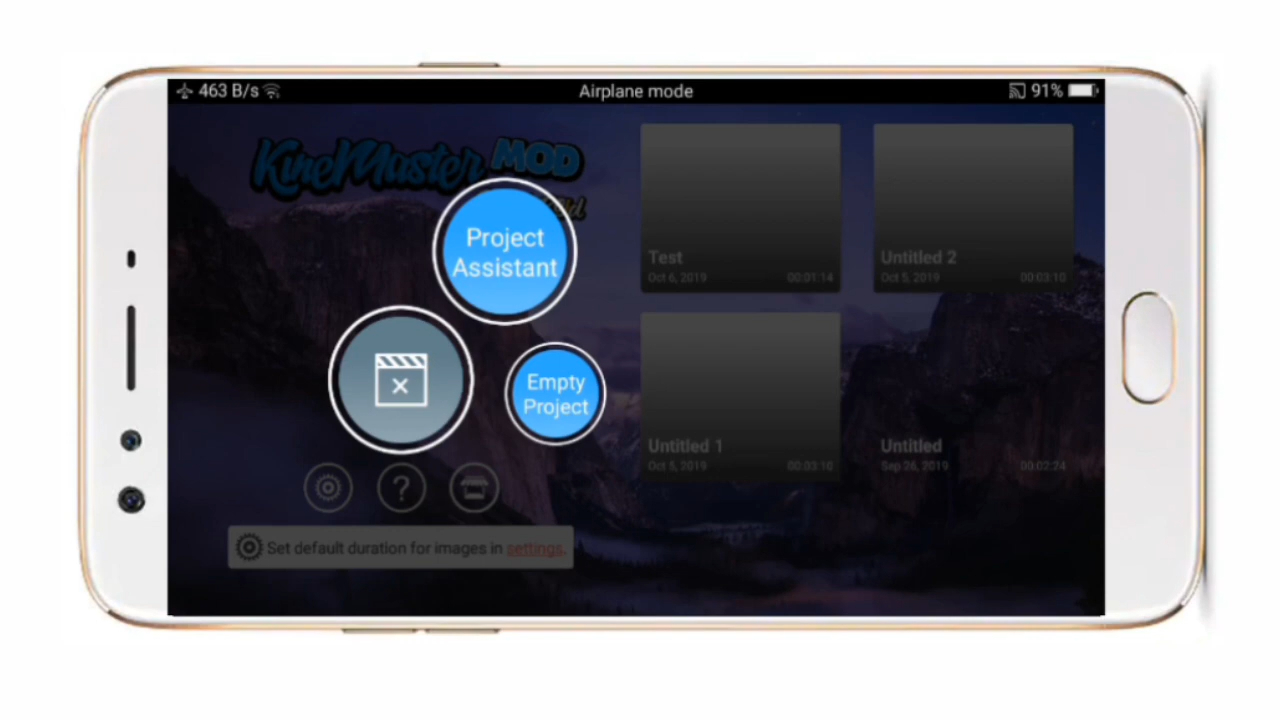 463 B/s
Airplane mode
91%
KineMaster MOD
Project
Assistant
Empty
Project
Test
Oct 6, 2019
00:01:14
Untitled 2
Oct 5, 2019
00:03:10
Untitled 1
Oct 5, 2019
00:03:10
Untitled
Sep 26, 2019
00:02:24
?
Set default duration for images in settings.